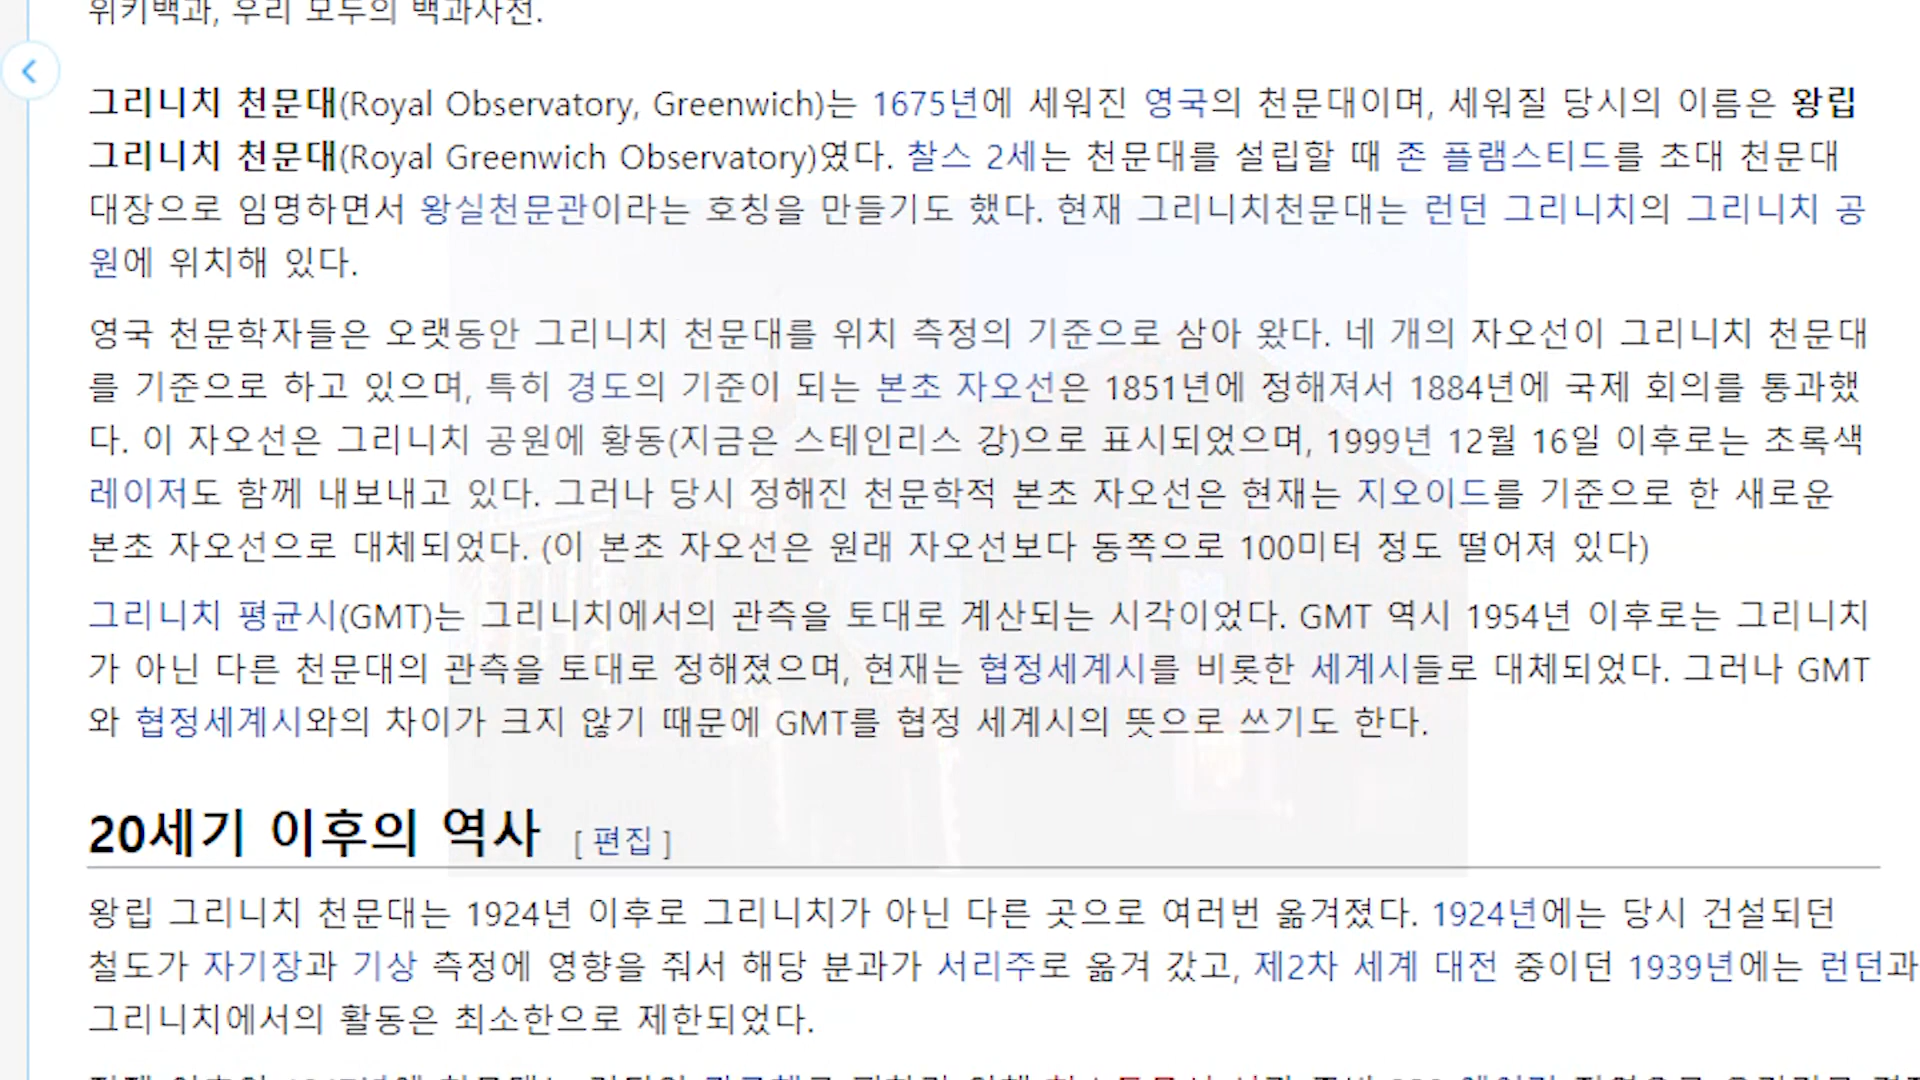 위키백과, 우리 모두의 백과사전.
그리니치 천문대(Royal Observatory, Greenwich)는 1675년에 세워진 영국의 천문대이며, 세워질 당시의 이름은 왕립
그리니치 천문대(Royal Greenwich Observatory)였다. 찰스 2세는 천문대를 설립할 때 존 플램스티드를 초대 천문대
대장으로 임명하면서 왕실천문관이라는 호칭을 만들기도 했다. 현재 그리니치천문대는 런던 그리니치의 그리니치 공
원에 위치해 있다.
영국 천문학자들은 오랫동안 그리니치 천문대를 위치 측정의 기준으로 삼아 왔다. 네 개의 자오선이 그리니치 천문대
를 기준으로 하고 있으며, 특히 경도의 기준이 되는 본초 자오선은 1851년에 정해져서 1884년에 국제 회의를 통과했
다. 이 자오선은 그리니치 공원에 황동(지금은 스테인리스 강)으로 표시되었으며, 1999년 12월 16일 이후로는 초록색
레이저도 함께 내보내고 있다. 그러나 당시 정해진 천문학적 본초 자오선은 현재는 지오이드를 기준으로 한 새로운
본초 자오선으로 대체되었다. (이 본초 자오선은 원래 자오선보다 동쪽으로 100미터 정도 떨어져 있다)
그리니치 평균시(GMT)는 그리니치에서의 관측을 토대로 계산되는 시각이었다. GMT 역시 1954년 이후로는 그리니치
가 아닌 다른 천문대의 관측을 토대로 정해졌으며, 현재는 협정세계시를 비롯한 세계시들로 대체되었다. 그러나 GMT
와 협정세계시와의 차이가 크지 않기 때문에 GMT를 협정 세계시의 뜻으로 쓰기도 한다.
20세기 이후의 역사 [ 편집 ]
왕립 그리니치 천문대는 1924년 이후로 그리니치가 아닌 다른 곳으로 여러번 옮겨졌다. 1924년에는 당시 건설되던
철도가 자기장과 기상 측정에 영향을 줘서 해당 분과가 서리주로 옮겨 갔고, 제2차 세계 대전 중이던 1939년에는 런던과
그리니치에서의 활동은 최소한으로 제한되었다.